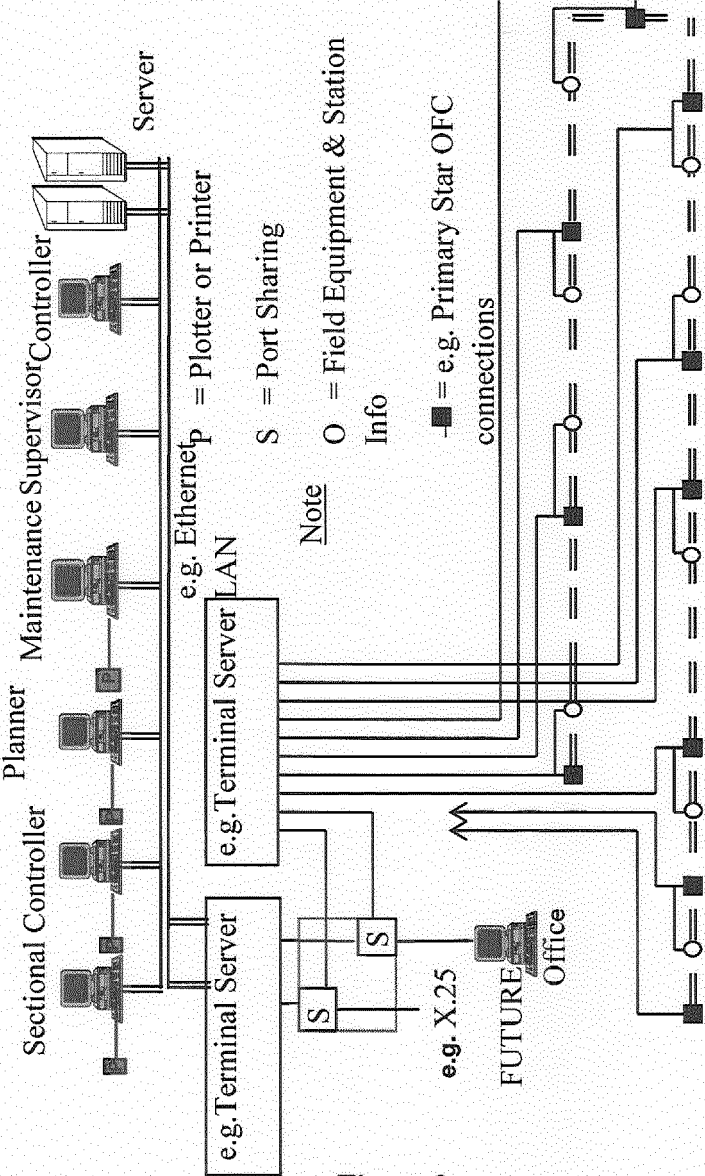 Sectional Controller
Planner
Maintenance Supervisor
Controller
Server
P
P
P
P
e.g. Ethernet
LAN
P = Plotter or Printer
S = Port Sharing
O = Field Equipment & Station
Info
Note
= e.g. Primary Star OFC
connections
e.g.Terminal Server
e.g.Terminal Server
S
S
e.g. X.25
FUTURE
Office